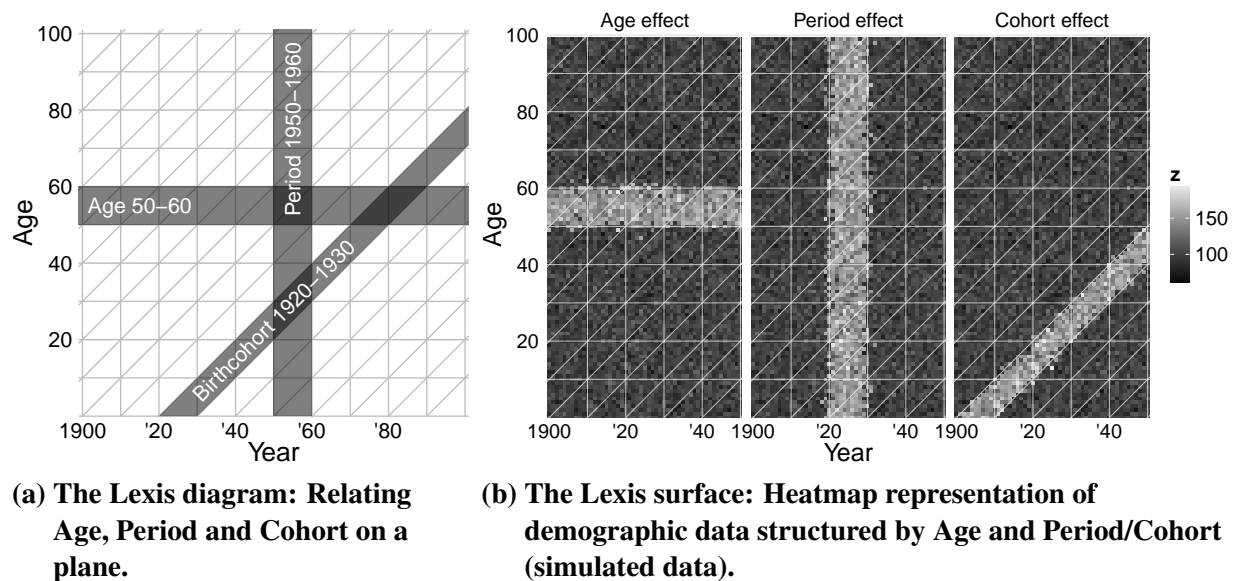 100
80
60
40
20
Age
Age 50–60
Period 1950–1960
Birthcohort 1920–1930
1900 '20 '40 '60 '80
Year
(a) The Lexis diagram: Relating
Age, Period and Cohort on a
plane.
Age effect Period effect Cohort effect
100
80
60
40
20
Age
1900 '20 '40 1900 '20 '40 1900 '20 '40
Year
z
150
100
(b) The Lexis surface: Heatmap representation of
demographic data structured by Age and Period/Cohort
(simulated data).